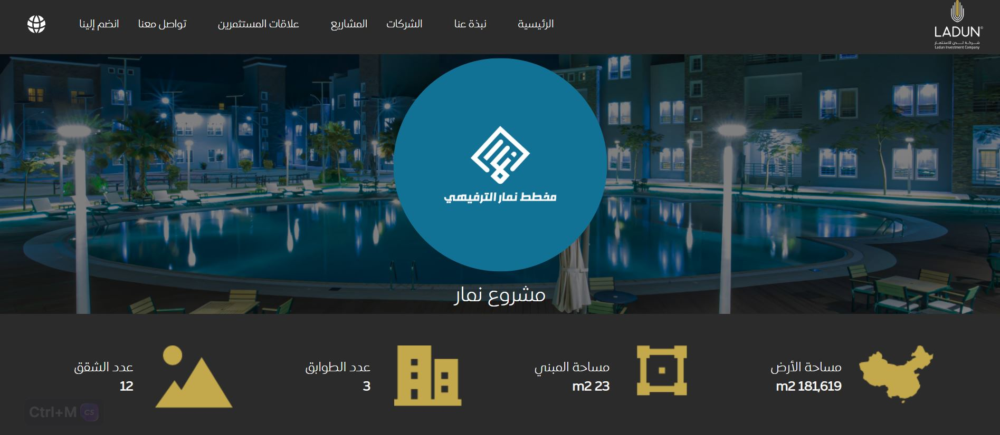 LADUN®
شركة لدن للاستثمار
Ladun Investment Company
الرئيسية
نبذة عنا
الشركات
المشاريع
علاقات المستثمرين
تواصل معنا
انضم إلينا
نمار
مخطط نمار الترفيهي
مشروع نمار
مساحة الأرض
m2 181,619
مساحة المبني
m2 23
عدد الطوابق
3
عدد الشقق
12
Ctrl+M
CS